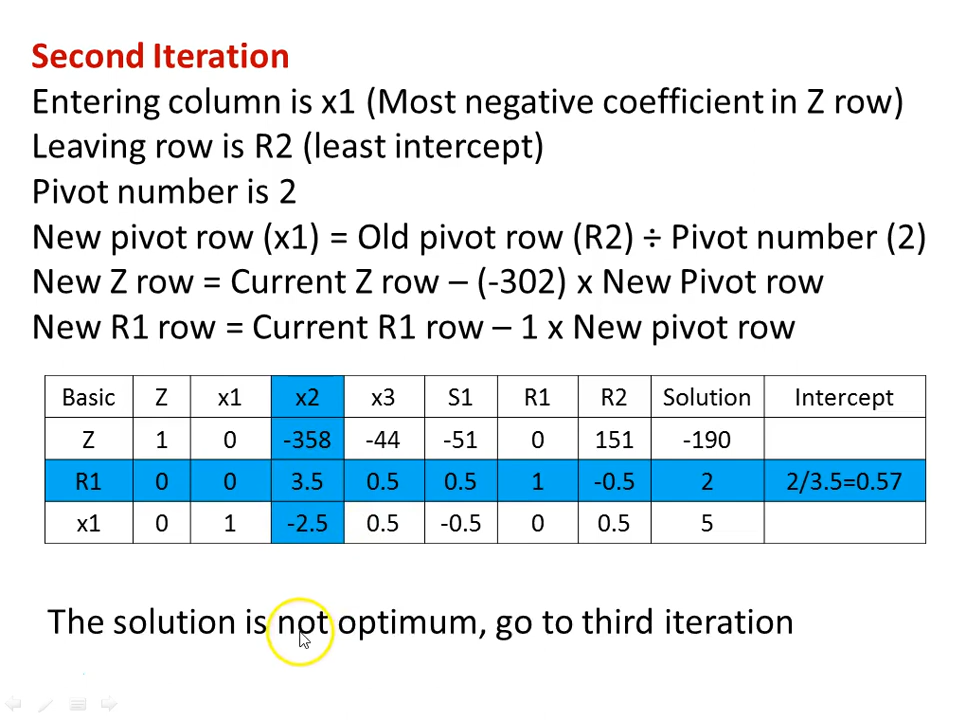 Second Iteration
Entering column is x1 (Most negative coefficient in Z row)
Leaving row is R2 (least intercept)
Pivot number is 2
New pivot row (x1) = Old pivot row (R2) ÷ Pivot number (2)
New Z row = Current Z row – (-302) x New Pivot row
New R1 row = Current R1 row – 1 x New pivot row
Basic Z x1 x2 x3 S1 R1 R2 Solution Intercept
Z 1 0 -358 -44 -51 0 151 -190
R1 0 0 3.5 0.5 0.5 1 -0.5 2 2/3.5=0.57
x1 0 1 -2.5 0.5 -0.5 0 0.5 5
The solution is not optimum, go to third iteration